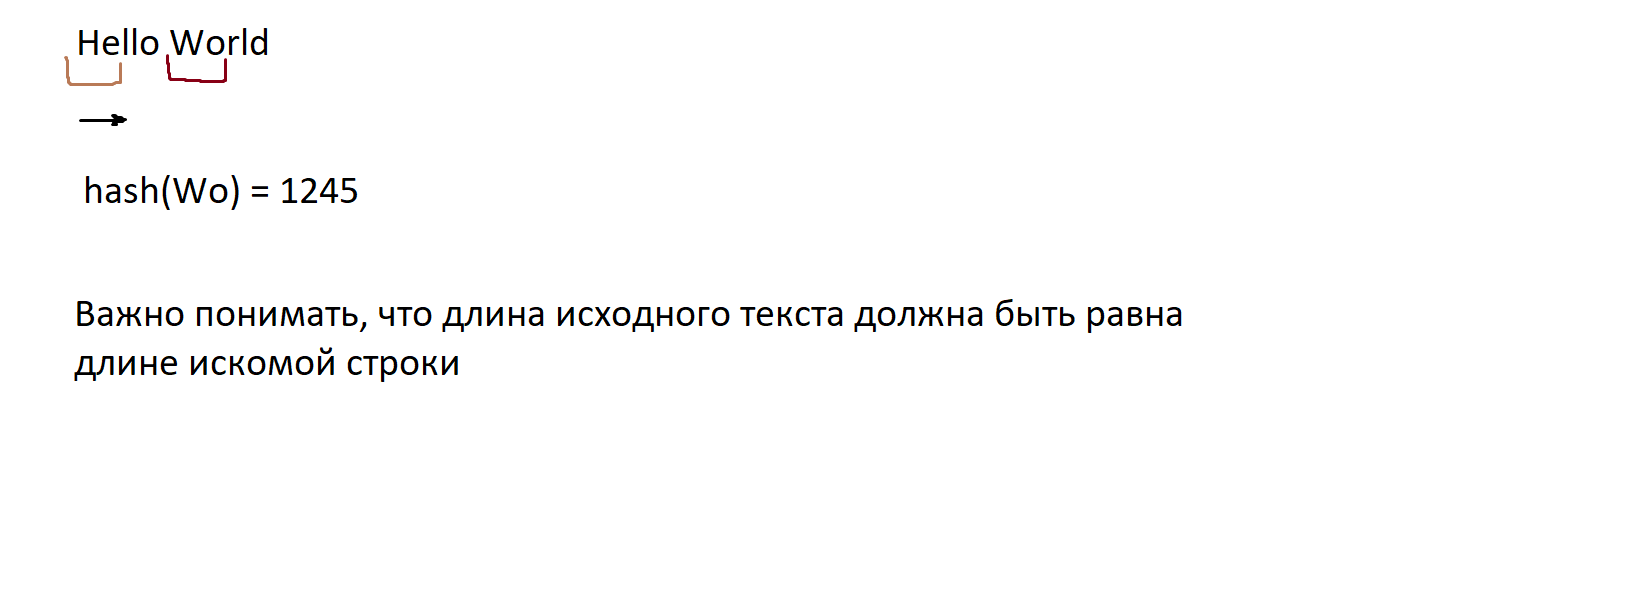 Hello World
hash(Wo) = 1245
Важно понимать, что длина исходного текста должна быть равна
длине искомой строки